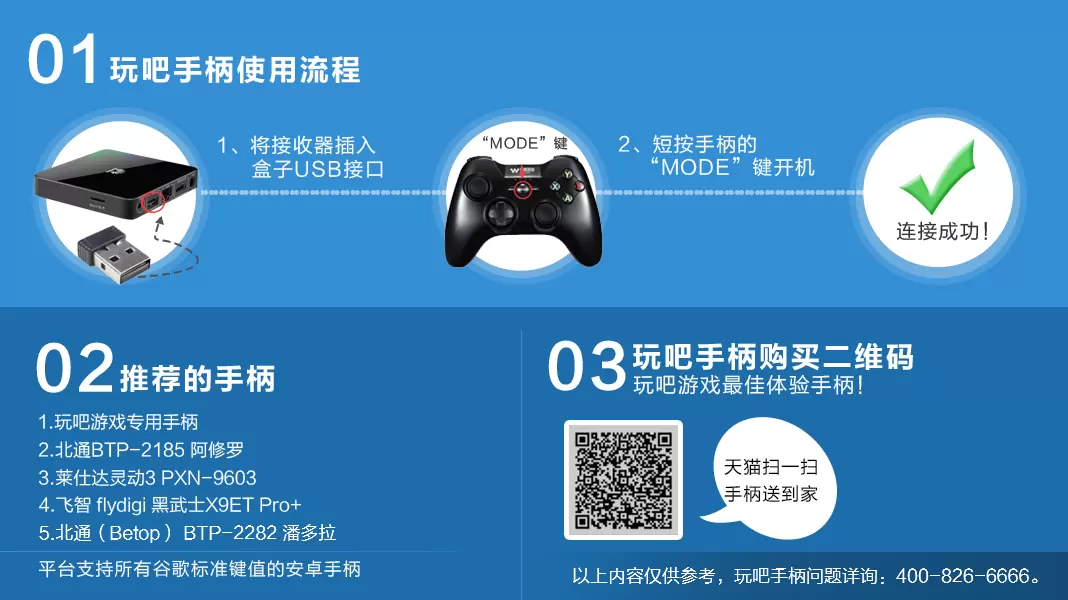 01 玩吧手柄使用流程
1、将接收器插入
盒子USB接口
“MODE”键
2、短按手柄的
“MODE”键开机
W
Y
X
B
A
连接成功！
02 推荐的手柄
1.玩吧游戏专用手柄
2.北通BTP-2185 阿修罗
3.莱仕达灵动3 PXN-9603
4.飞智 flydigi 黑武士X9ET Pro+
5.北通（Betop） BTP-2282 潘多拉
平台支持所有谷歌标准键值的安卓手柄
03 玩吧手柄购买二维码
玩吧游戏最佳体验手柄！
天猫扫一扫
手柄送到家
以上内容仅供参考，玩吧手柄问题详询：400-826-6666。